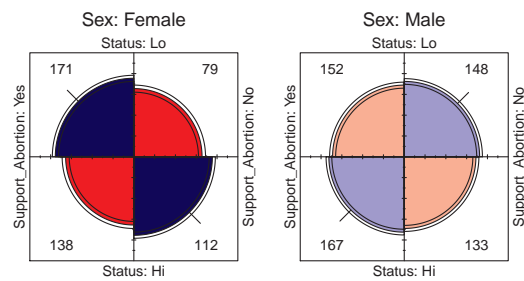 Sex: Female
Status: Lo
171 79
Support_Abortion: Yes
Support_Abortion: No
138 112
Status: Hi
Sex: Male
Status: Lo
152 148
Support_Abortion: Yes
Support_Abortion: No
167 133
Status: Hi